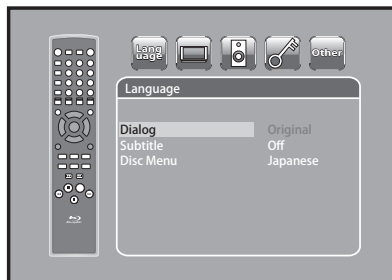 Lang
uage
Other
Language
Dialog Original
Subtitle Off
Disc Menu Japanese